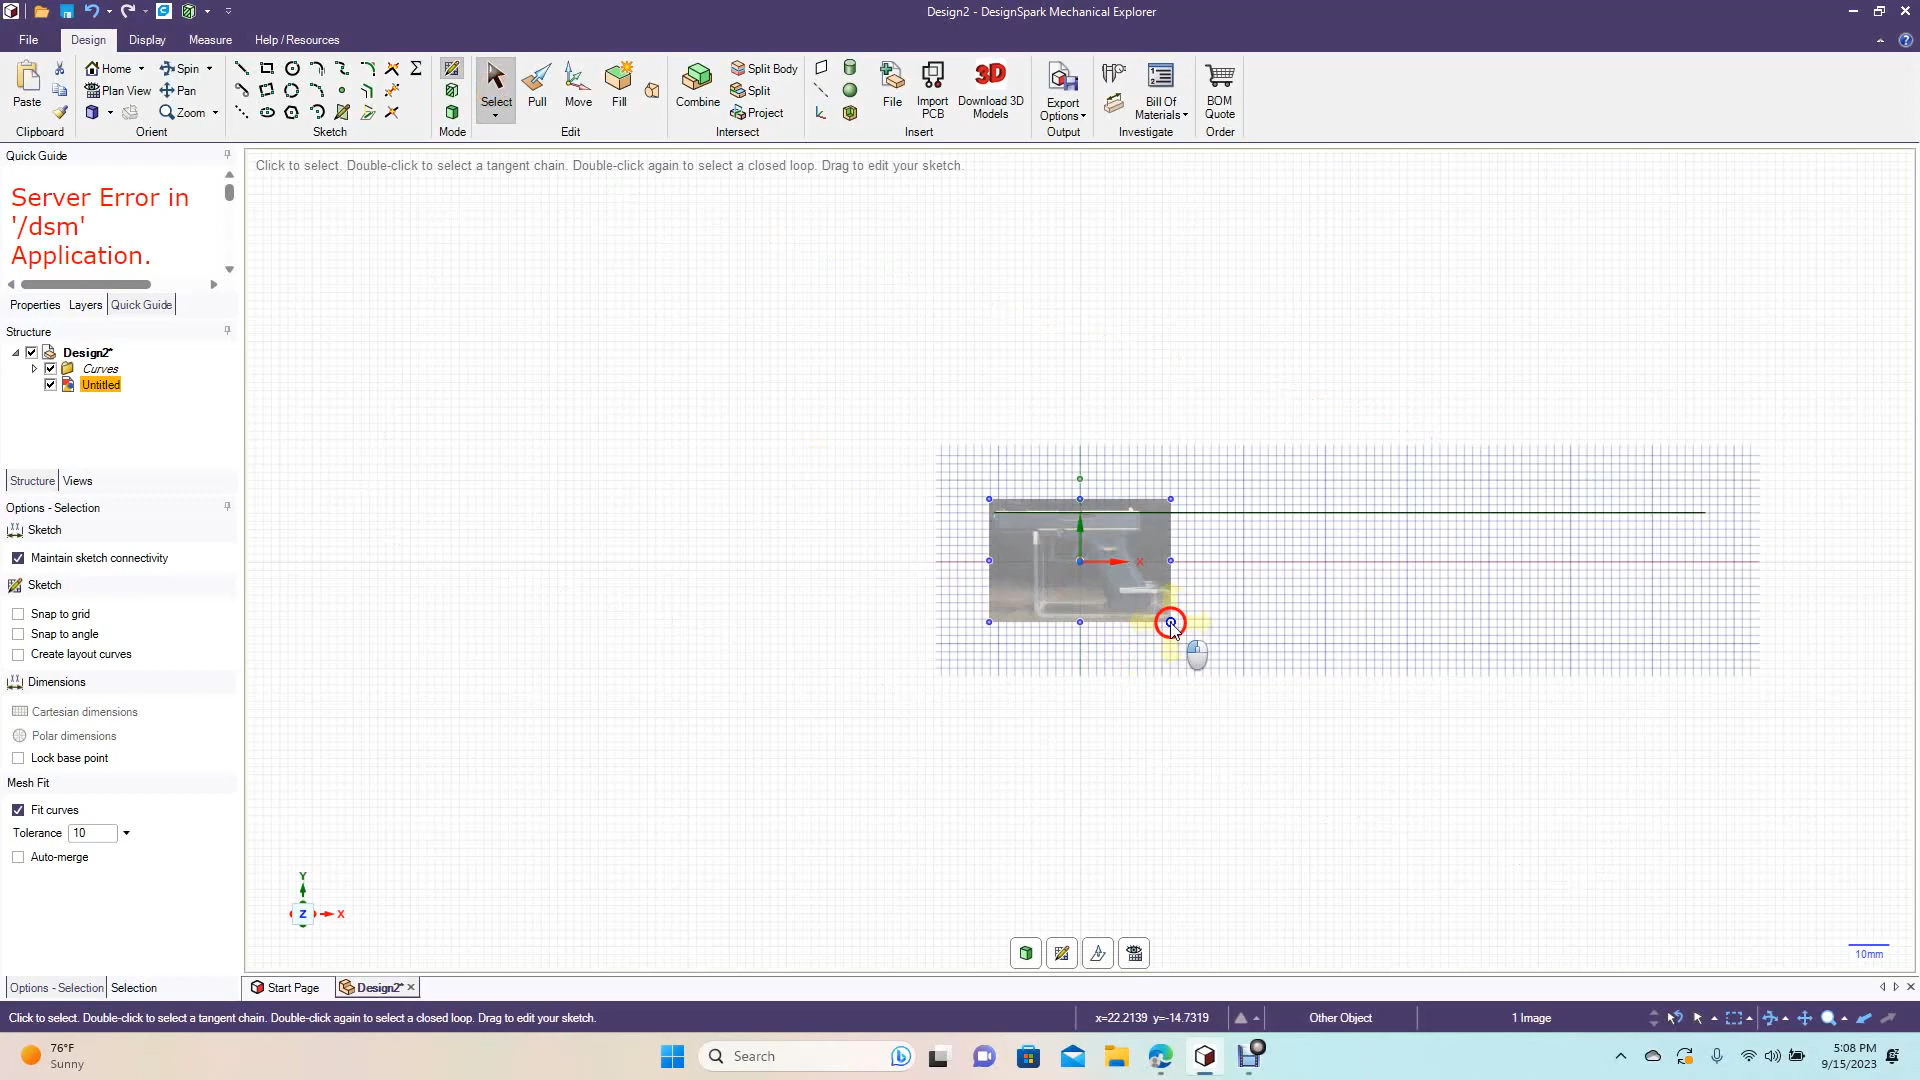 Design2 - DesignSpark Mechanical Explorer
File Design Display Measure Help / Resources
Paste
Clipboard
Home Spin
Plan View Pan
Zoom
Orient
Sketch
Mode
Select Pull Move Fill
Edit
Combine
Split Body
Split
Project
Intersect
File Import PCB Download 3D Models
Insert
Export Options
Output
Bill Of Materials
Investigate
BOM Quote
Order
Quick Guide
Server Error in
'/dsm'
Application.
Properties Layers Quick Guide
Structure
Design2*
Curves
Untitled
Structure Views
Options - Selection
Sketch
Maintain sketch connectivity
Sketch
Snap to grid
Snap to angle
Create layout curves
Dimensions
Cartesian dimensions
Polar dimensions
Lock base point
Mesh Fit
Fit curves
Tolerance 10
Auto-merge
Options - Selection Selection
Click to select. Double-click to select a tangent chain. Double-click again to select a closed loop. Drag to edit your sketch.
X
Y
Z X
10mm
Start Page Design2*
Click to select. Double-click to select a tangent chain. Double-click again to select a closed loop. Drag to edit your sketch.
x=22.2139 y=-14.7319 Other Object 1 Image
76°F
Sunny
Search
5:08 PM
9/15/2023